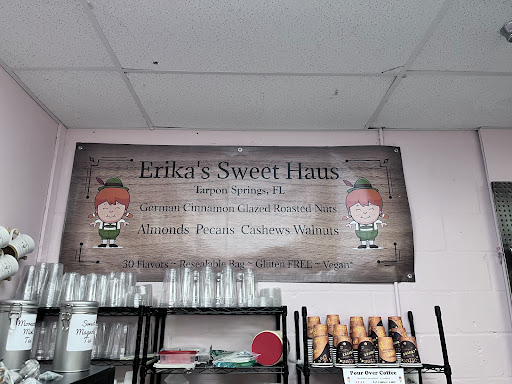 Erika's Sweet Haus
Tarpon Springs, FL
German Cinnamon Glazed Roasted Nuts
Almonds Pecans Cashews Walnuts
30 Flavors ~ Resealable Bag ~ Gluten FREE ~ Vegan
Pour Over Coffee